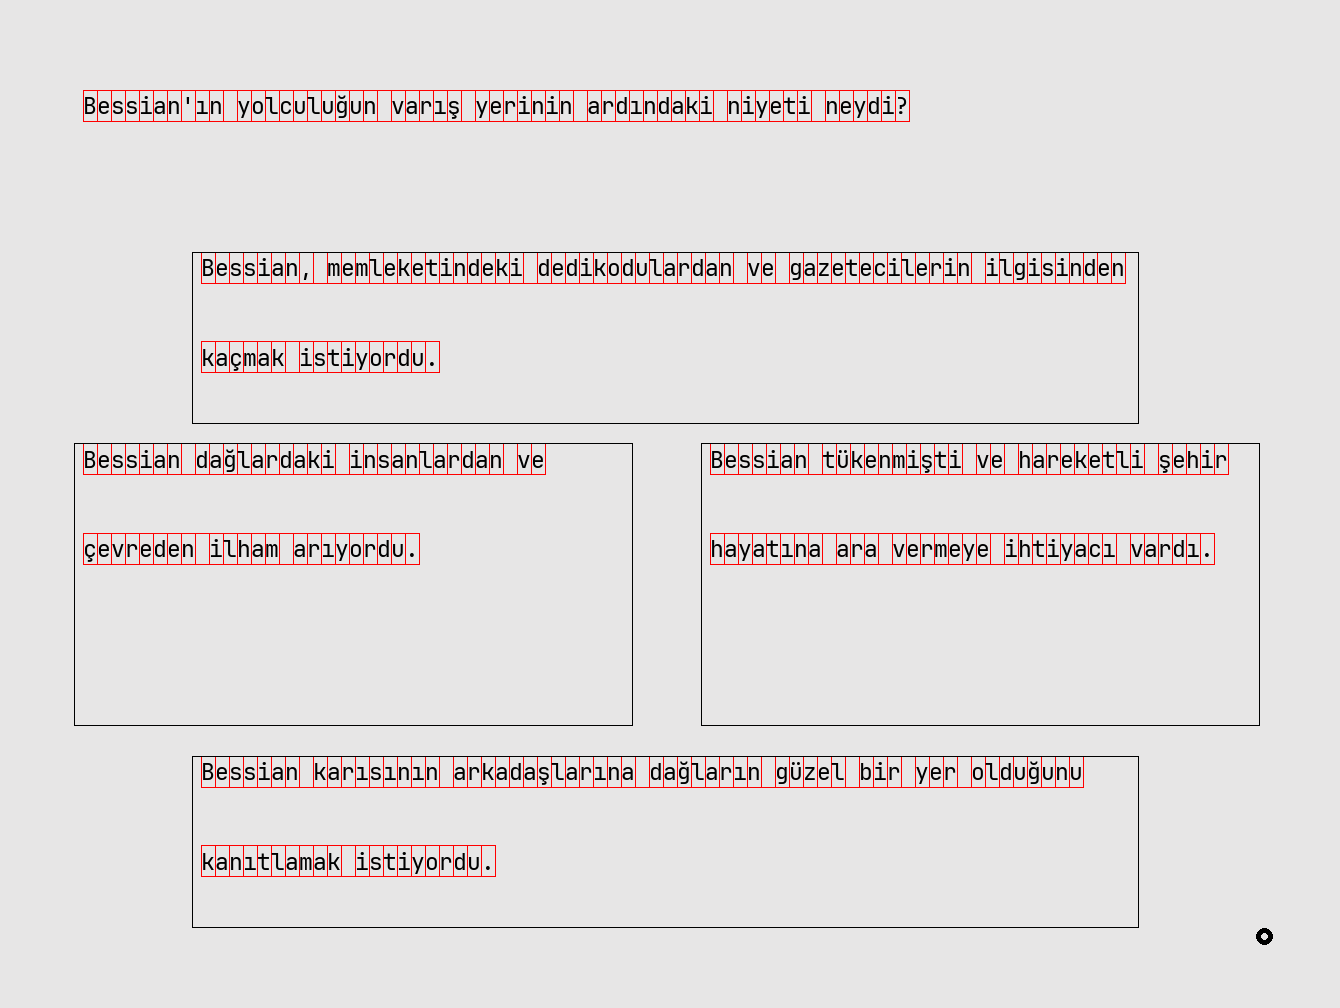 Bessian'ın yolculuğun varış yerinin ardındaki niyeti neydi?
Bessian, memleketindeki dedikodulardan ve gazetecilerin ilgisinden
kaçmak istiyordu.
Bessian dağlardaki insanlardan ve
çevreden ilham arıyordu.
Bessian tükenmişti ve hareketli şehir
hayatına ara vermeye ihtiyacı vardı.
Bessian karısının arkadaşlarına dağların güzel bir yer olduğunu
kanıtlamak istiyordu.